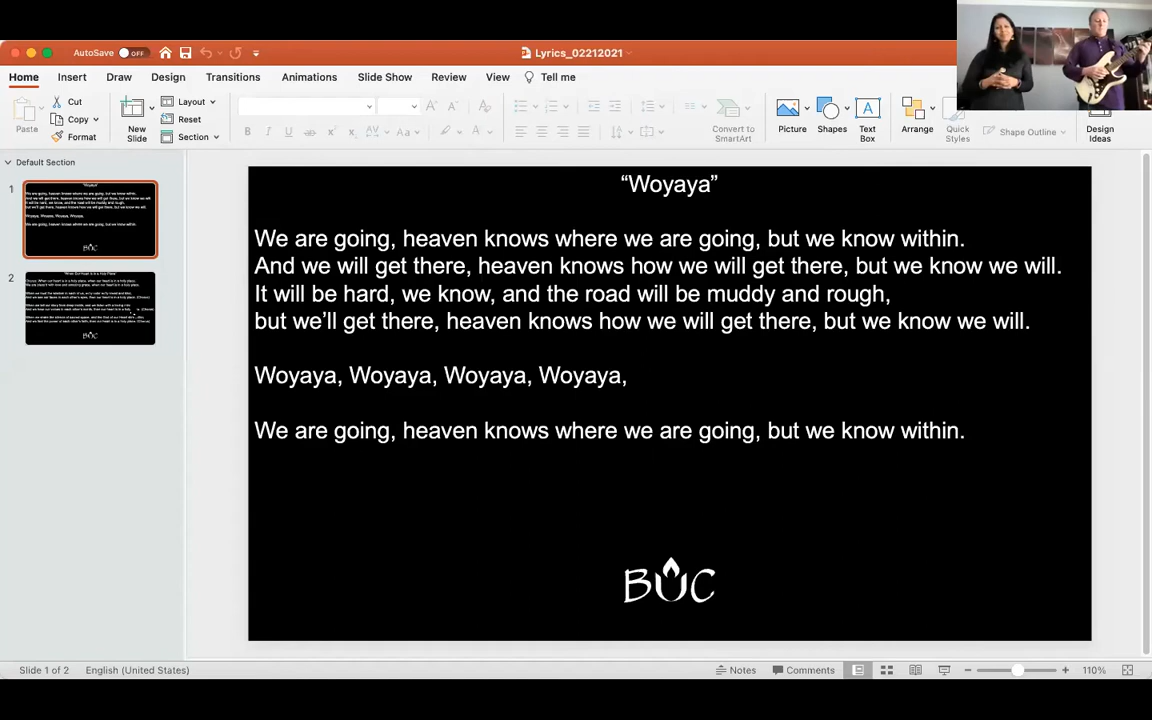 AutoSave OFF
Lyrics_02212021
Home Insert Draw Design Transitions Animations Slide Show Review View Tell me
Paste
Cut
Copy
Format
New Slide
Layout
Reset
Section
Convert to SmartArt
Picture
Shapes
Text Box
Arrange
Quick Styles
Shape Outline
Design Ideas
Default Section
1
2
“Woyaya”
We are going, heaven knows where we are going, but we know within.
And we will get there, heaven knows how we will get there, but we know we will.
It will be hard, we know, and the road will be muddy and rough,
but we’ll get there, heaven knows how we will get there, but we know we will.
Woyaya, Woyaya, Woyaya, Woyaya,
We are going, heaven knows where we are going, but we know within.
BUC
Slide 1 of 2 English (United States) Notes Comments 110%